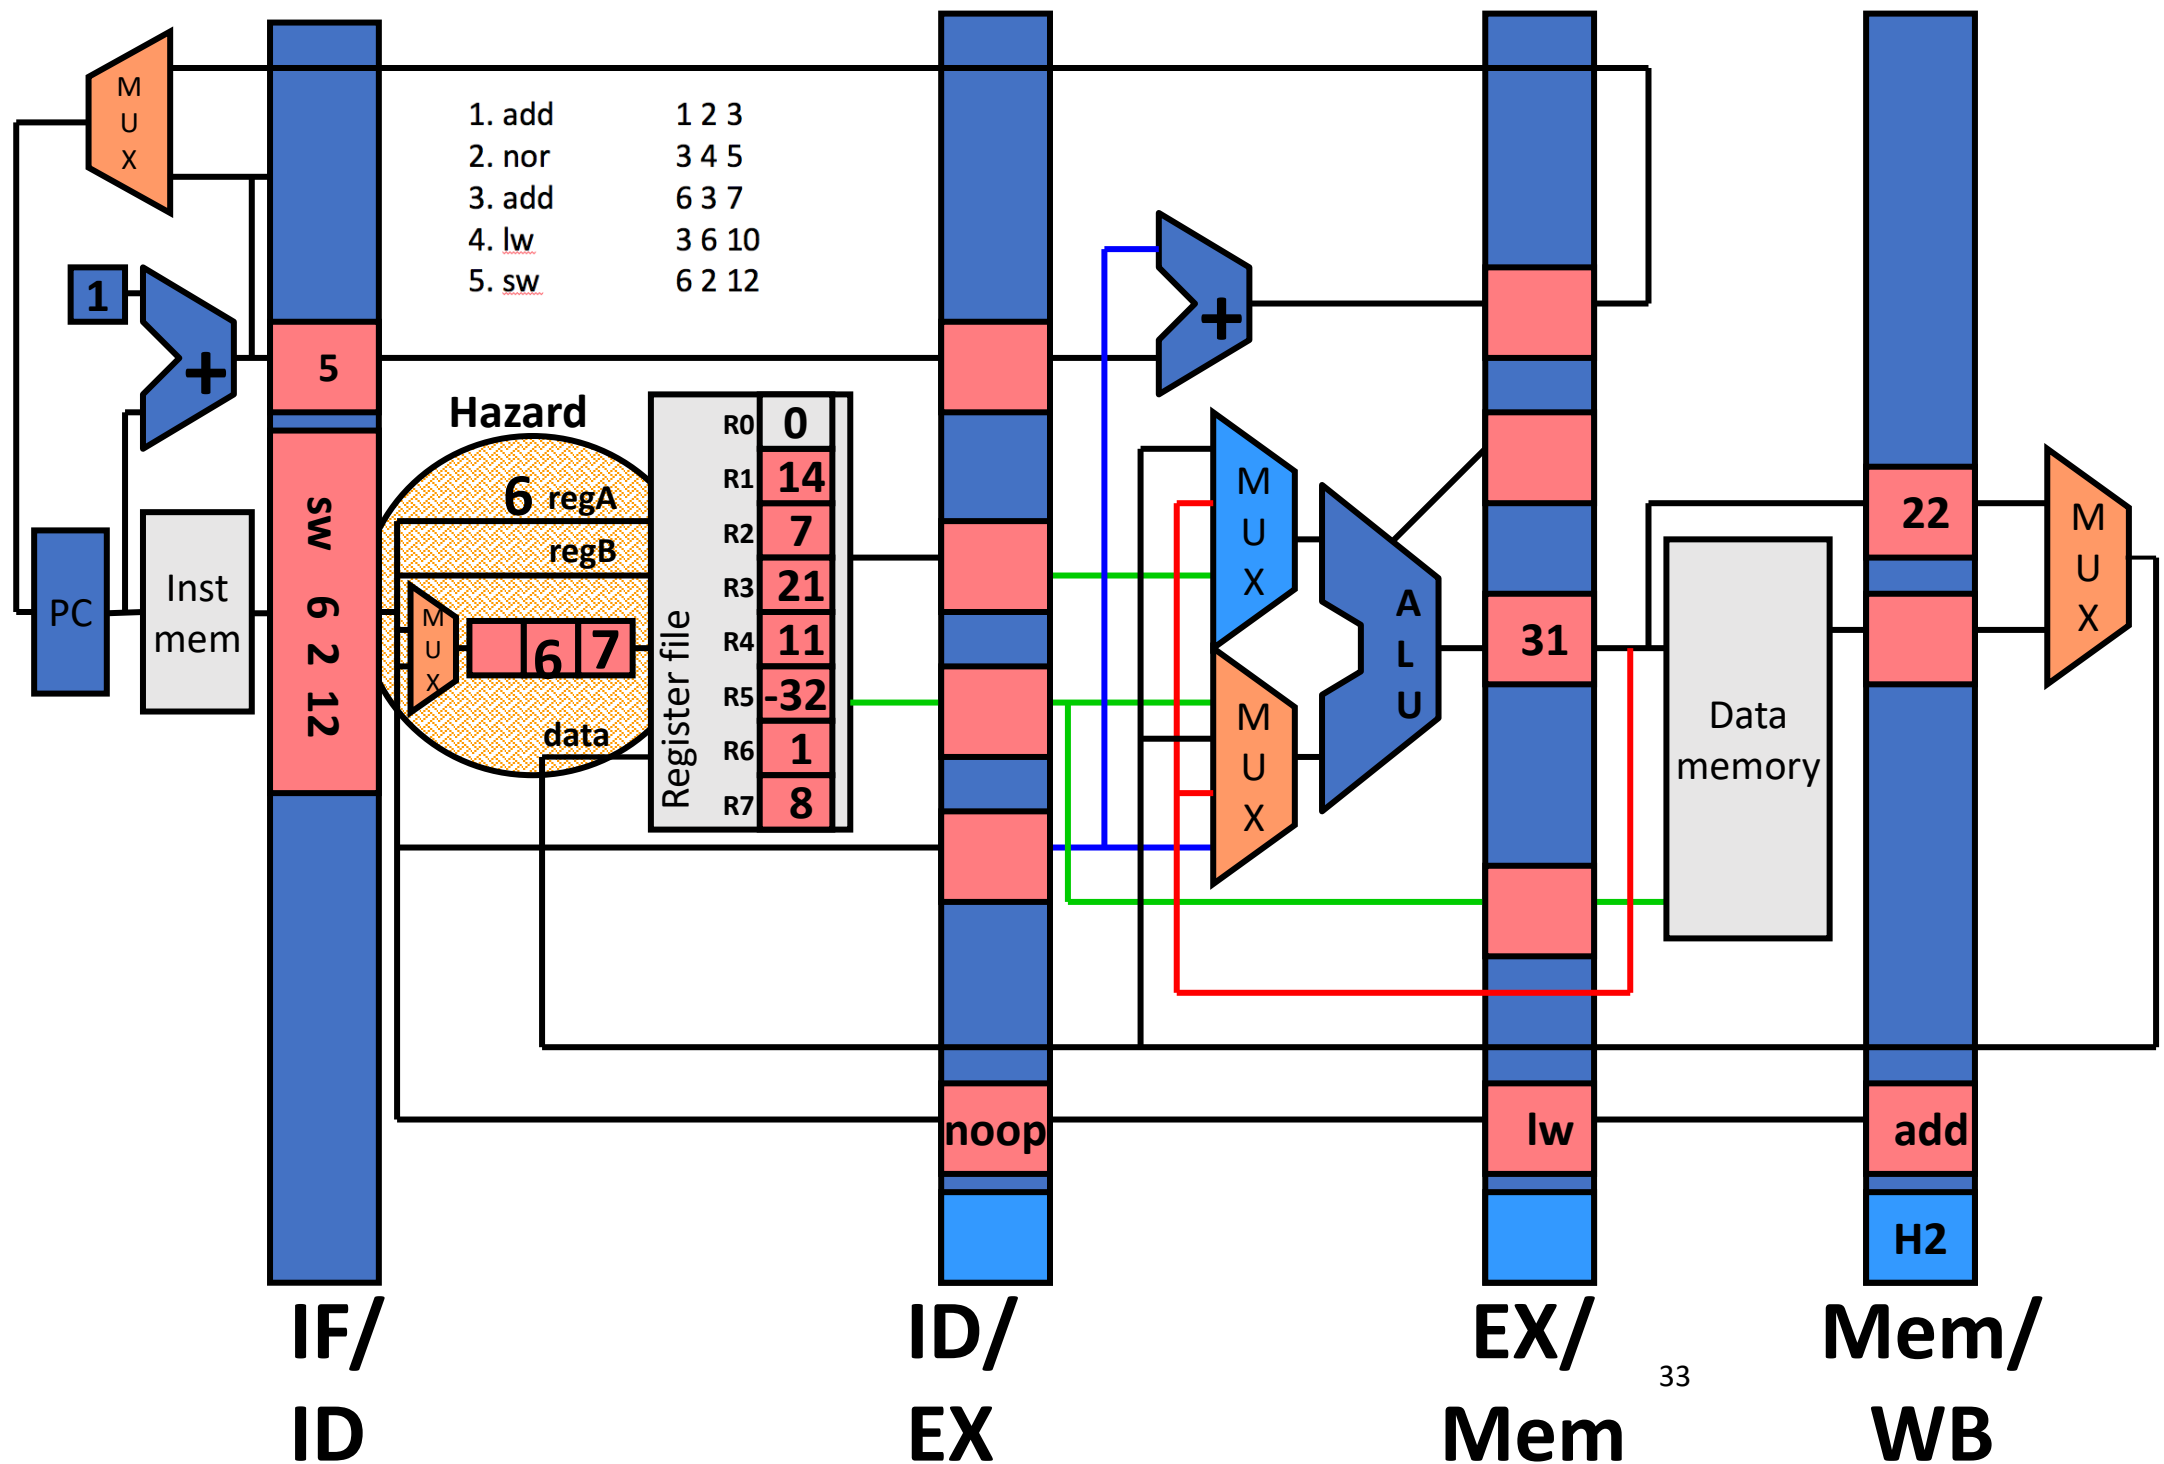 M
U
X
1. add 1 2 3
2. nor 3 4 5
3. add 6 3 7
4. lw 3 6 10
5. sw 6 2 12
1
+
+
5
Hazard
R0 0
R1 14
R2 7
R3 21
R4 11
R5 -32
R6 1
R7 8
Register file
6 regA
regB
M
U
X
6 7
data
sw 6 2 12
PC
Inst
mem
M
U
X
M
U
X
A
L
U
31
22
Data
memory
M
U
X
noop
lw
add
H2
IF/
ID
ID/
EX
EX/
Mem
33
Mem/
WB